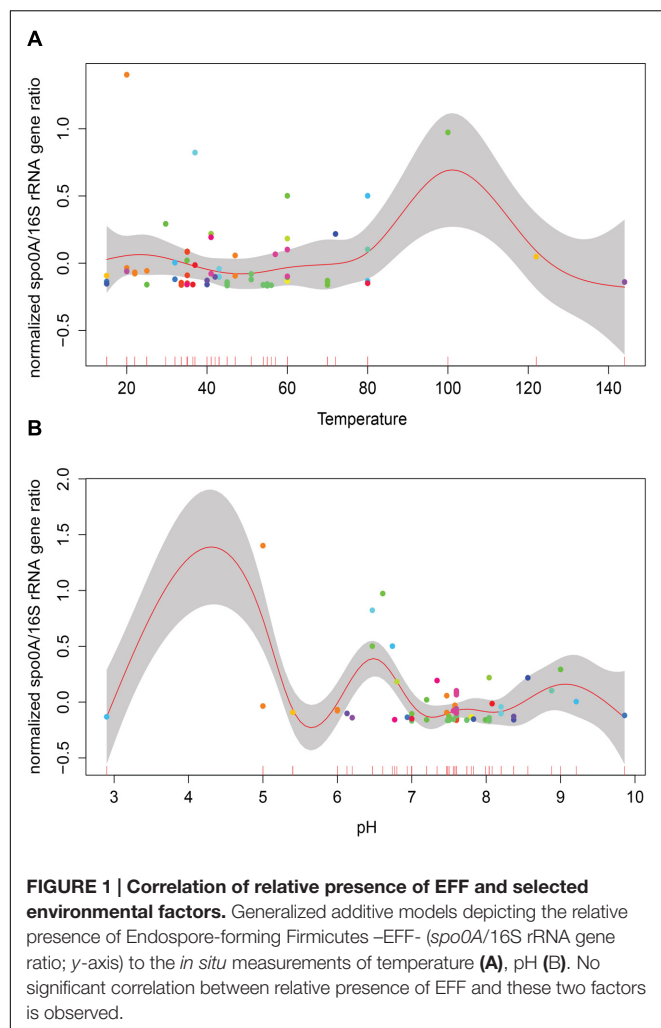 A
normalized spo0A/16S rRNA gene ratio
1.0
0.5
0.0
−0.5
20 40 60 80 100 120 140
Temperature
B
normalized spo0A/16S rRNA gene ratio
2.0
1.5
1.0
0.5
0.0
−0.5
3 4 5 6 7 8 9 10
pH
FIGURE 1 | Correlation of relative presence of EFF and selected
environmental factors. Generalized additive models depicting the relative
presence of Endospore-forming Firmicutes –EFF- (spo0A/16S rRNA gene
ratio; y-axis) to the in situ measurements of temperature (A), pH (B). No
significant correlation between relative presence of EFF and these two factors
is observed.